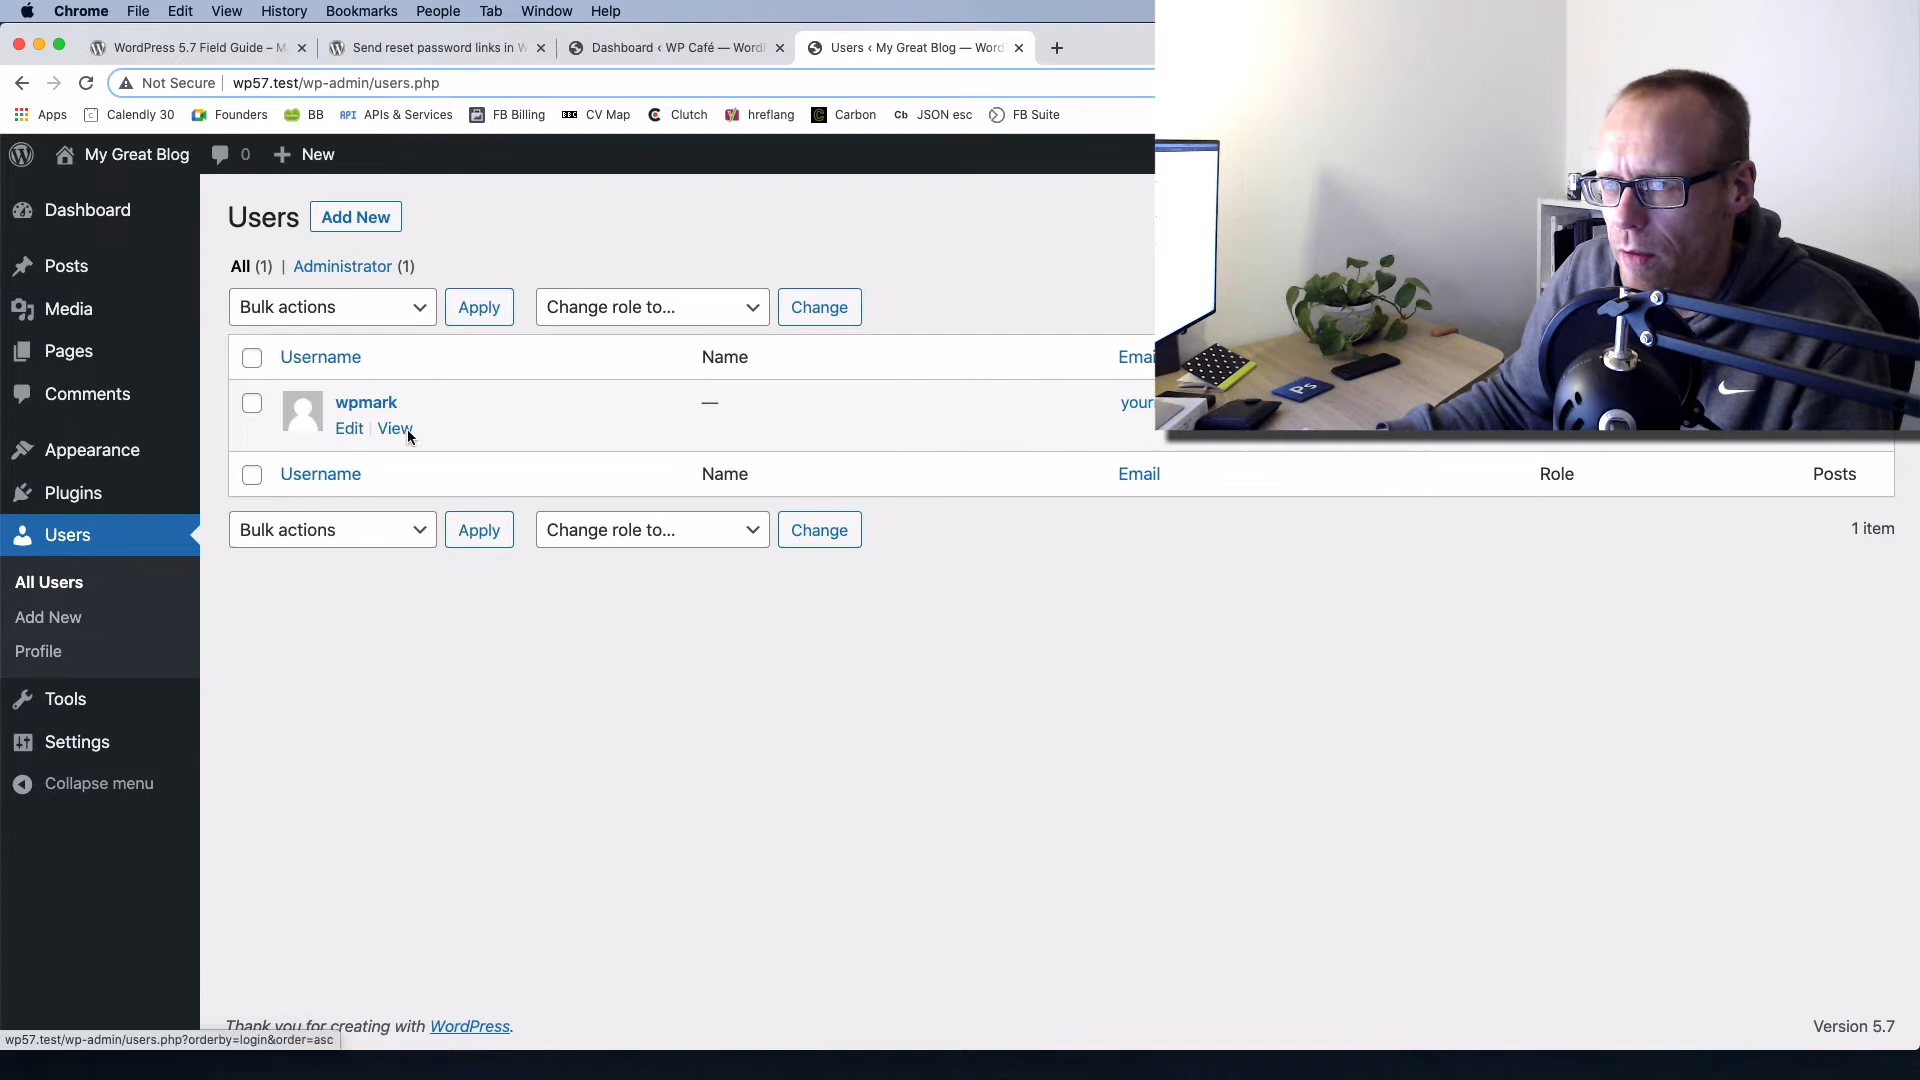 Chrome File Edit View History Bookmarks People Tab Window Help
WordPress 5.7 Field Guide – M Send reset password links in W Dashboard ‹ WP Café — Word Users ‹ My Great Blog — Word
Not Secure wp57.test/wp-admin/users.php
Apps Calendly 30 Founders BB API APIs & Services FB Billing BBC CV Map Clutch hreflang Carbon Cb JSON esc FB Suite
My Great Blog 0 New
Dashboard
Posts
Media
Pages
Comments
Appearance
Plugins
Users
All Users
Add New
Profile
Tools
Settings
Collapse menu
Users Add New
All (1) | Administrator (1)
Bulk actions Apply Change role to... Change
Username Name Emai
wpmark — your
Edit | View
Username Name Email Role Posts
Bulk actions Apply Change role to... Change
1 item
Ps
Thank you for creating with WordPress. Version 5.7
wp57.test/wp-admin/users.php?orderby=login&order=asc